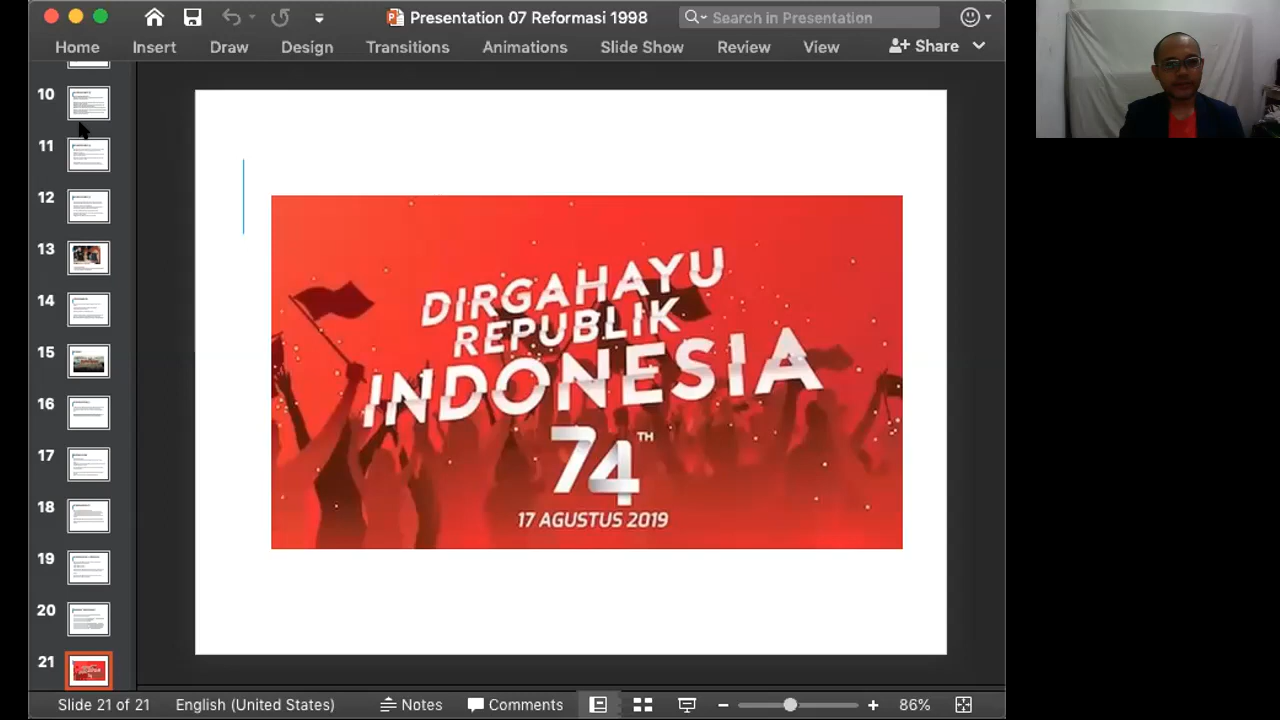 Presentation 07 Reformasi 1998
Search in Presentation
Home Insert Draw Design Transitions Animations Slide Show Review View Share
10
11
12
13
14
15
16
17
18
19
20
21
DIRGAHAYU
REPUBLIK
INDONESIA
74TH
17 AGUSTUS 2019
Slide 21 of 21 English (United States) Notes Comments 86%